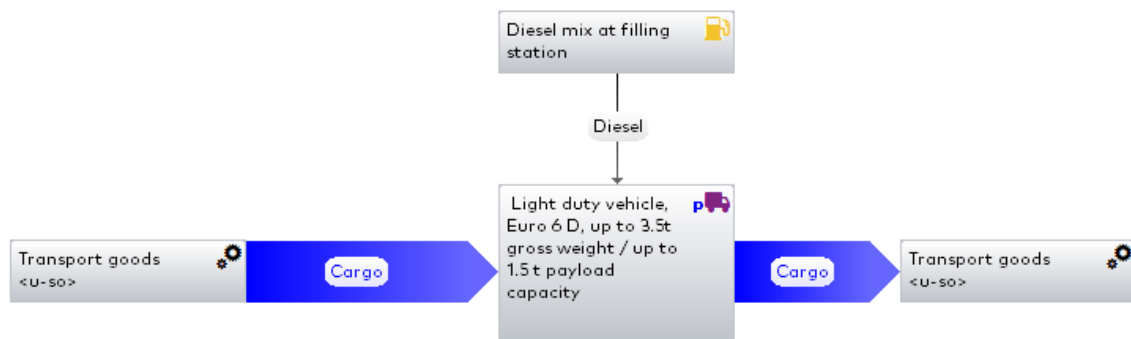 Diesel mix at filling
station
Diesel
Light duty vehicle,
Euro 6 D, up to 3.5t
gross weight / up to
1.5 t payload
capacity
p
Transport goods
<u-so>
Cargo
Cargo
Transport goods
<u-so>